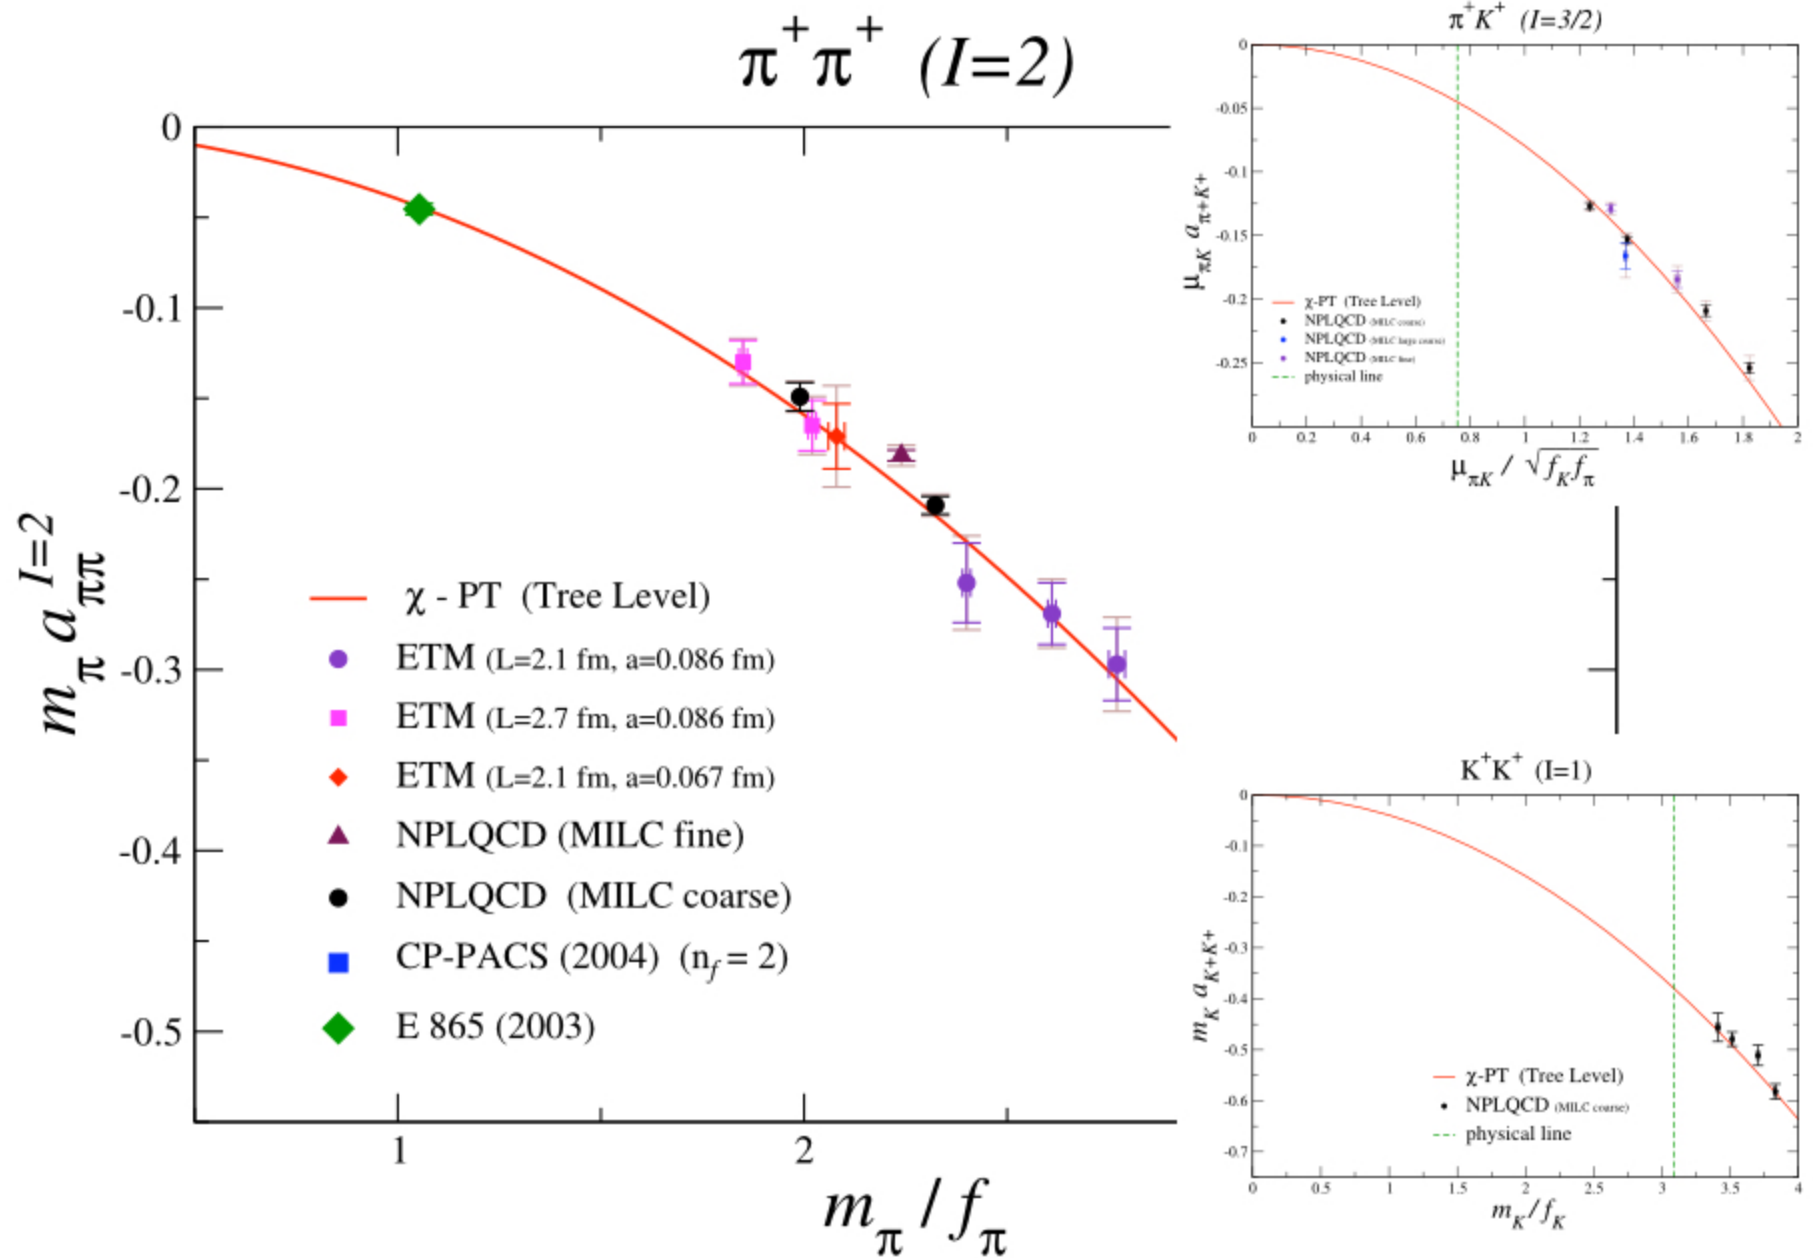 π⁺π⁺ (I=2)
0
-0.1
-0.2
-0.3
-0.4
-0.5
m_π a_ππ^{I=2}
χ - PT (Tree Level)
ETM (L=2.1 fm, a=0.086 fm)
ETM (L=2.7 fm, a=0.086 fm)
ETM (L=2.1 fm, a=0.067 fm)
NPLQCD (MILC fine)
NPLQCD (MILC coarse)
CP-PACS (2004) (n_f = 2)
E 865 (2003)
1 2
m_π / f_π
π⁺K⁺ (I=3/2)
0
-0.05
-0.1
-0.15
-0.2
-0.25
μ_πK a_π+K+
χ-PT (Tree Level)
NPLQCD (MILC coarse)
NPLQCD (MILC large coarse)
NPLQCD (MILC fine)
physical line
0 0.2 0.4 0.6 0.8 1 1.2 1.4 1.6 1.8 2
μ_πK / √f_K f_π
K⁺K⁺ (I=1)
0
-0.1
-0.2
-0.3
-0.4
-0.5
-0.6
-0.7
m_K a_K+K+
χ-PT (Tree Level)
NPLQCD (MILC coarse)
physical line
0 0.5 1 1.5 2 2.5 3 3.5 4
m_K / f_K